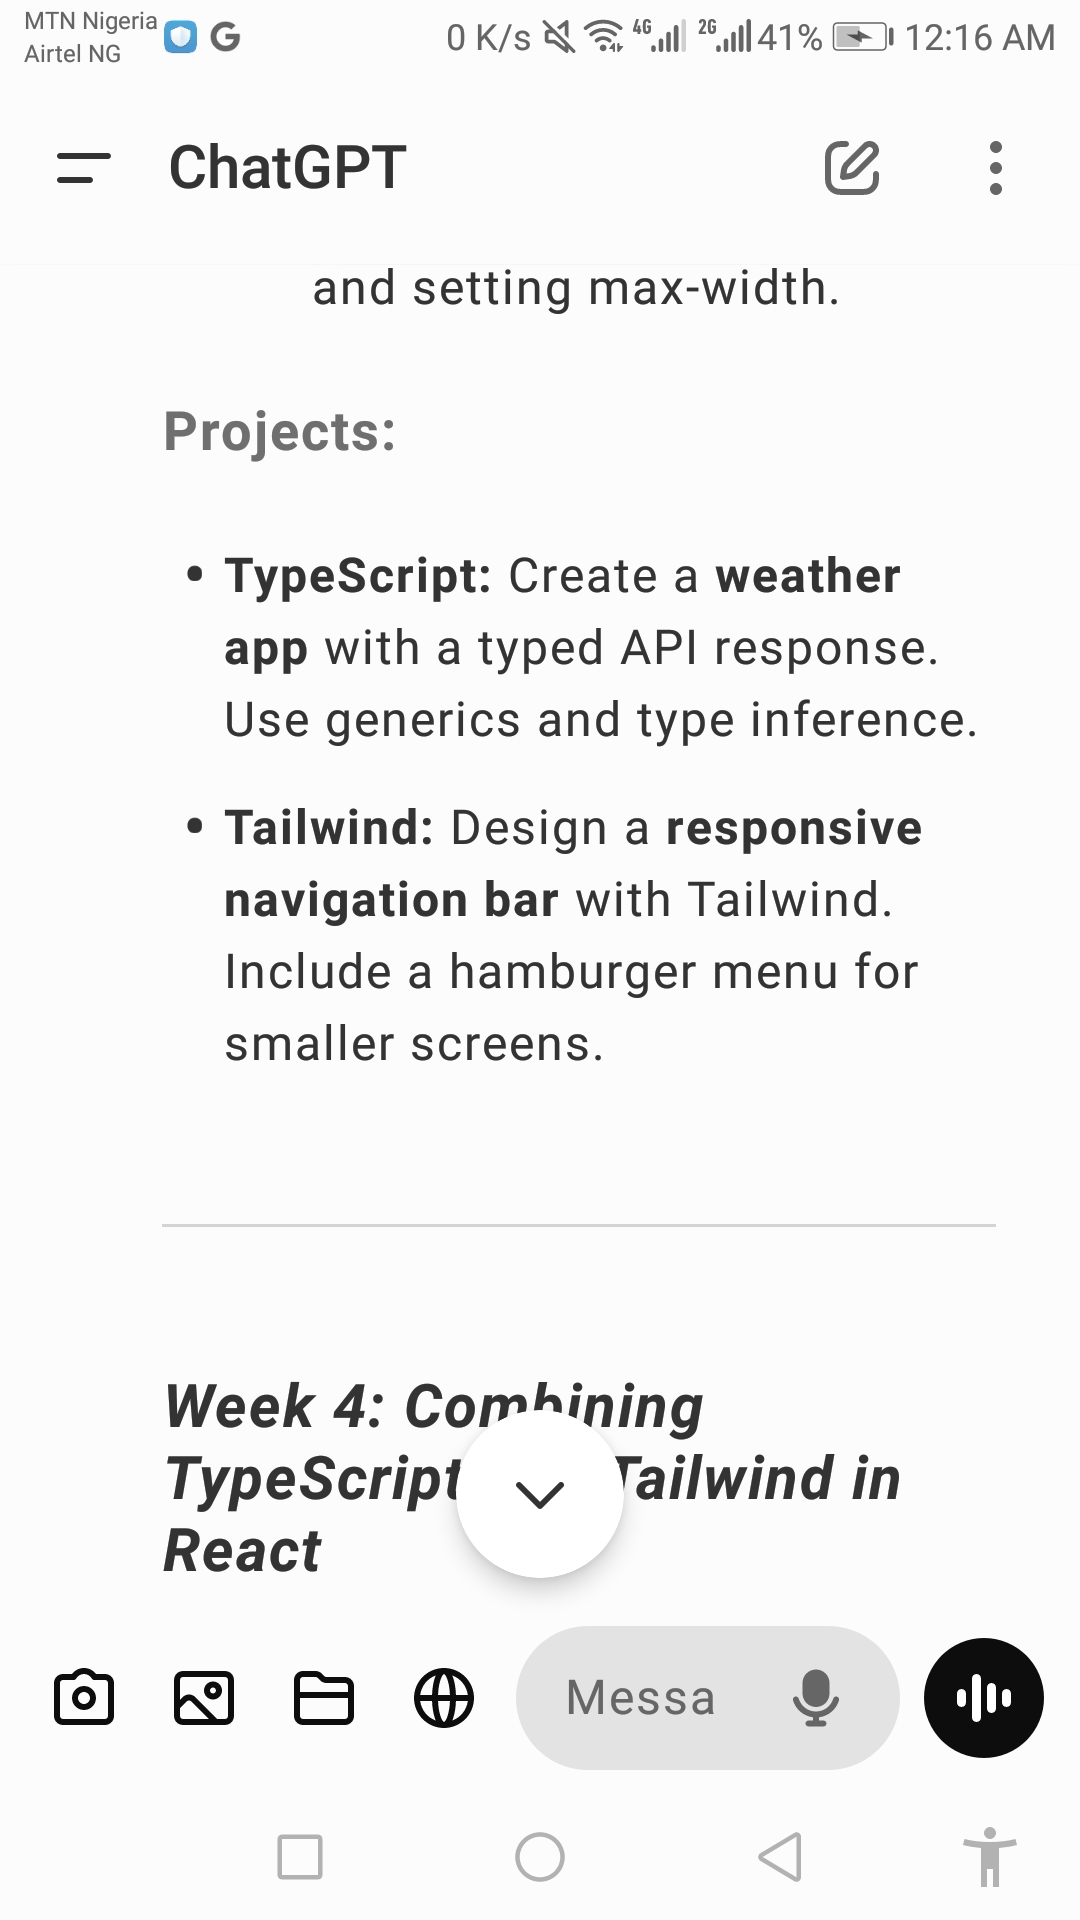 MTN Nigeria
Airtel NG
0 K/s 4G 2G 41% 12:16 AM
ChatGPT
and setting max-width.
Projects:
• TypeScript: Create a weather
app with a typed API response.
Use generics and type inference.
• Tailwind: Design a responsive
navigation bar with Tailwind.
Include a hamburger menu for
smaller screens.
Week 4: Combining
TypeScript Tailwind in
React
Messa